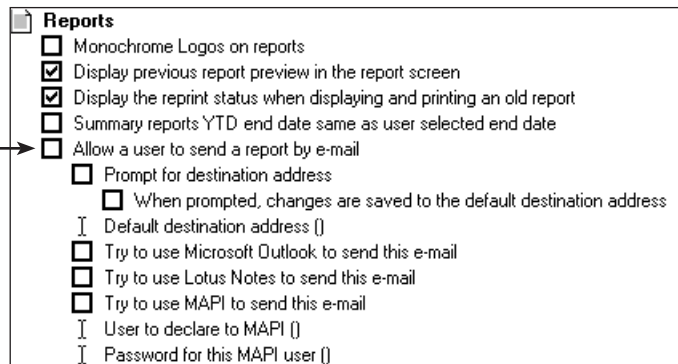 Reports
Monochrome Logos on reports
Display previous report preview in the report screen
Display the reprint status when displaying and printing an old report
Summary reports YTD end date same as user selected end date
Allow a user to send a report by e-mail
Prompt for destination address
When prompted, changes are saved to the default destination address
Default destination address ()
Try to use Microsoft Outlook to send this e-mail
Try to use Lotus Notes to send this e-mail
Try to use MAPI to send this e-mail
User to declare to MAPI ()
Password for this MAPI user ()